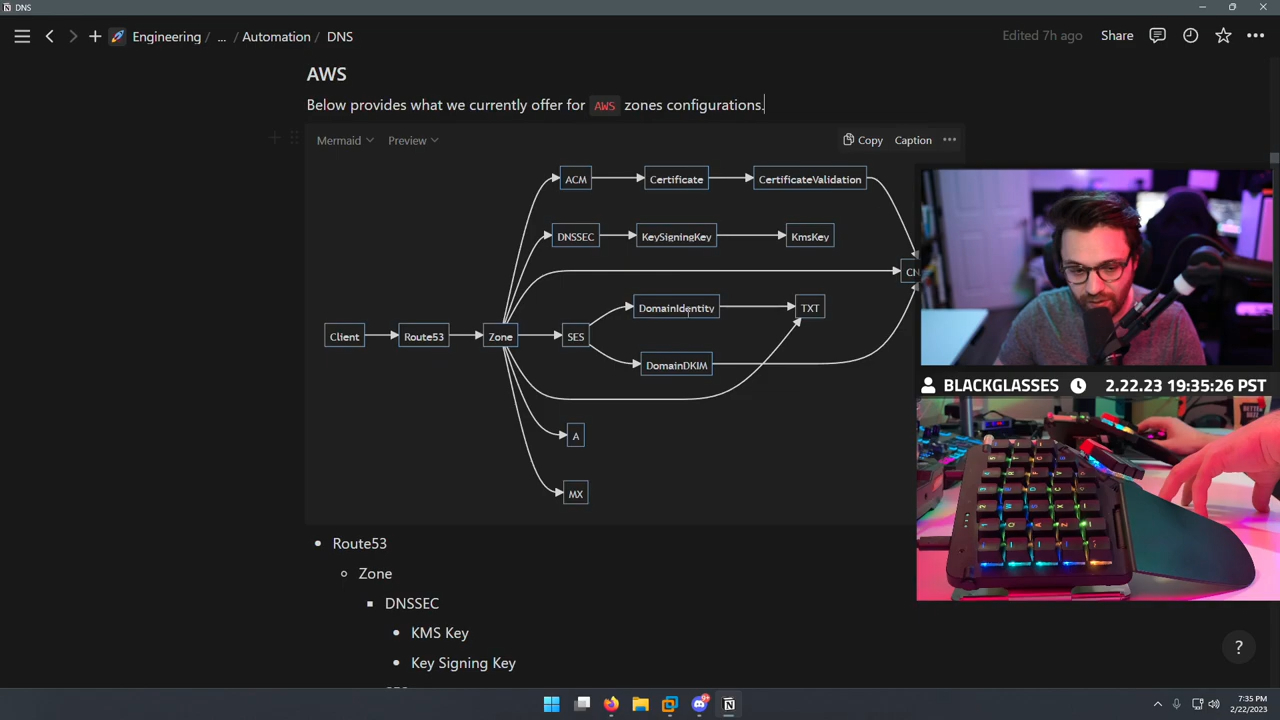 DNS
Engineering / ... / Automation / DNS
Edited 7h ago Share
AWS
Below provides what we currently offer for AWS zones configurations.
Mermaid Preview Copy Caption
ACM Certificate CertificateValidation
DNSSEC KeySigningKey KmsKey
CN
DomainIdentity TXT
Client Route53 Zone SES
DomainDKIM
A
MX
BLACKGLASSES 2.22.23 19:35:26 PST
Route53
Zone
DNSSEC
KMS Key
Key Signing Key
?
7:35 PM
2/22/2023